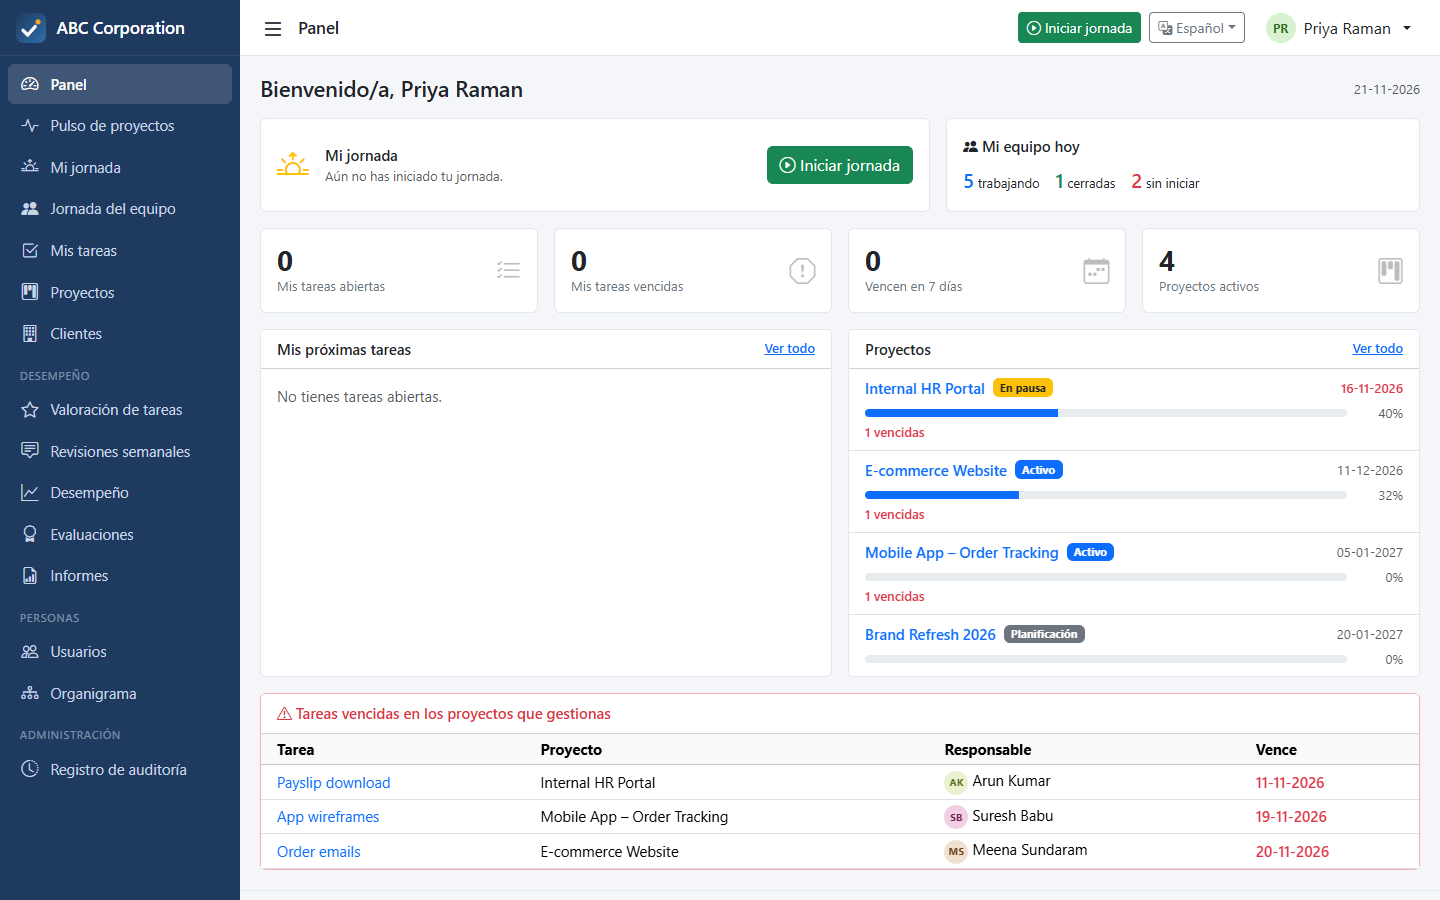 ABC Corporation
Panel
Iniciar jornada
Español
PR Priya Raman
Panel
Pulso de proyectos
Mi jornada
Jornada del equipo
Mis tareas
Proyectos
Clientes
DESEMPEÑO
Valoración de tareas
Revisiones semanales
Desempeño
Evaluaciones
Informes
PERSONAS
Usuarios
Organigrama
ADMINISTRACIÓN
Registro de auditoría
Bienvenido/a, Priya Raman
21-11-2026
Mi jornada
Aún no has iniciado tu jornada.
Iniciar jornada
Mi equipo hoy
5 trabajando 1 cerradas 2 sin iniciar
0
Mis tareas abiertas
0
Mis tareas vencidas
0
Vencen en 7 días
4
Proyectos activos
Mis próximas tareas Ver todo
No tienes tareas abiertas.
Proyectos Ver todo
Internal HR Portal En pausa 16-11-2026
40%
1 vencidas
E-commerce Website Activo 11-12-2026
32%
1 vencidas
Mobile App – Order Tracking Activo 05-01-2027
0%
1 vencidas
Brand Refresh 2026 Planificación 20-01-2027
0%
Tareas vencidas en los proyectos que gestionas
Tarea Proyecto Responsable Vence
Payslip download Internal HR Portal AK Arun Kumar 11-11-2026
App wireframes Mobile App – Order Tracking SB Suresh Babu 19-11-2026
Order emails E-commerce Website MS Meena Sundaram 20-11-2026